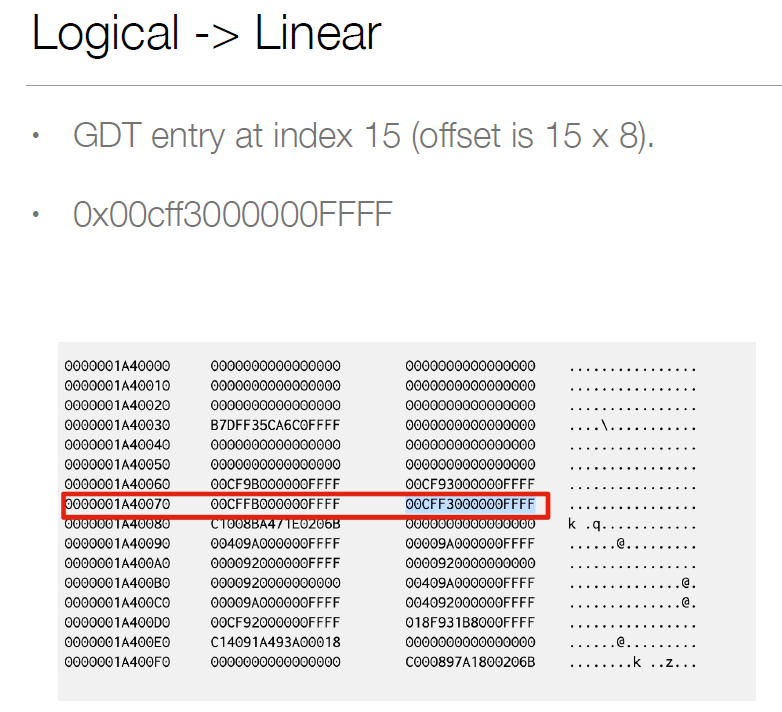 Logical -> Linear
• GDT entry at index 15 (offset is 15 x 8).
• 0x00cff3000000FFFF
0000001A40000 0000000000000000 0000000000000000 ................
0000001A40010 0000000000000000 0000000000000000 ................
0000001A40020 0000000000000000 0000000000000000 ................
0000001A40030 B7DFF35CA6C0FFFF 0000000000000000 ....\...........
0000001A40040 0000000000000000 0000000000000000 ................
0000001A40050 0000000000000000 0000000000000000 ................
0000001A40060 00CF9B000000FFFF 00CF93000000FFFF ................
0000001A40070 00CFFB000000FFFF 00CFF3000000FFFF ................
0000001A40080 C1008BA471E0206B 0000000000000000 k .q............
0000001A40090 00409A000000FFFF 00009A000000FFFF ......@.........
0000001A400A0 000092000000FFFF 0000920000000000 ................
0000001A400B0 0000920000000000 00409A000000FFFF ..............@.
0000001A400C0 00009A000000FFFF 004092000000FFFF ..............@.
0000001A400D0 00CF92000000FFFF 018F931B8000FFFF ................
0000001A400E0 C14091A493A00018 0000000000000000 ......@.........
0000001A400F0 0000000000000000 C000897A1800206B ........k ..z...